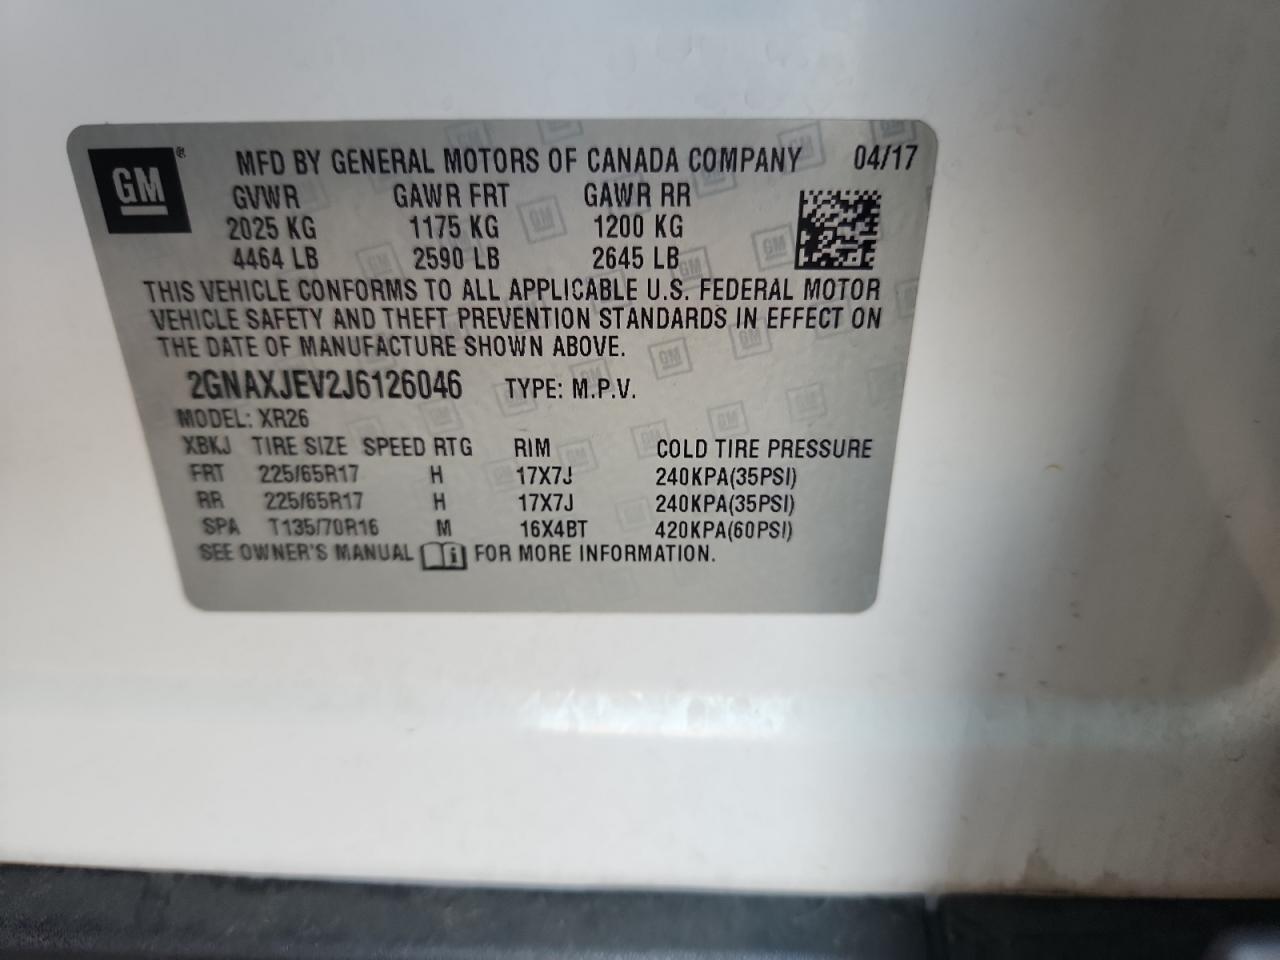 GM® MFD BY GENERAL MOTORS OF CANADA COMPANY 04/17
GVWR GAWR FRT GAWR RR
2025 KG 1175 KG 1200 KG
4464 LB 2590 LB 2645 LB
THIS VEHICLE CONFORMS TO ALL APPLICABLE U.S. FEDERAL MOTOR
VEHICLE SAFETY AND THEFT PREVENTION STANDARDS IN EFFECT ON
THE DATE OF MANUFACTURE SHOWN ABOVE.
2GNAXJEV2J6126046 TYPE: M.P.V.
MODEL: XR26
XBKJ TIRE SIZE SPEED RTG RIM COLD TIRE PRESSURE
FRT 225/65R17 H 17X7J 240KPA(35PSI)
RR 225/65R17 H 17X7J 240KPA(35PSI)
SPA T135/70R16 M 16X4BT 420KPA(60PSI)
SEE OWNER'S MANUAL FOR MORE INFORMATION.